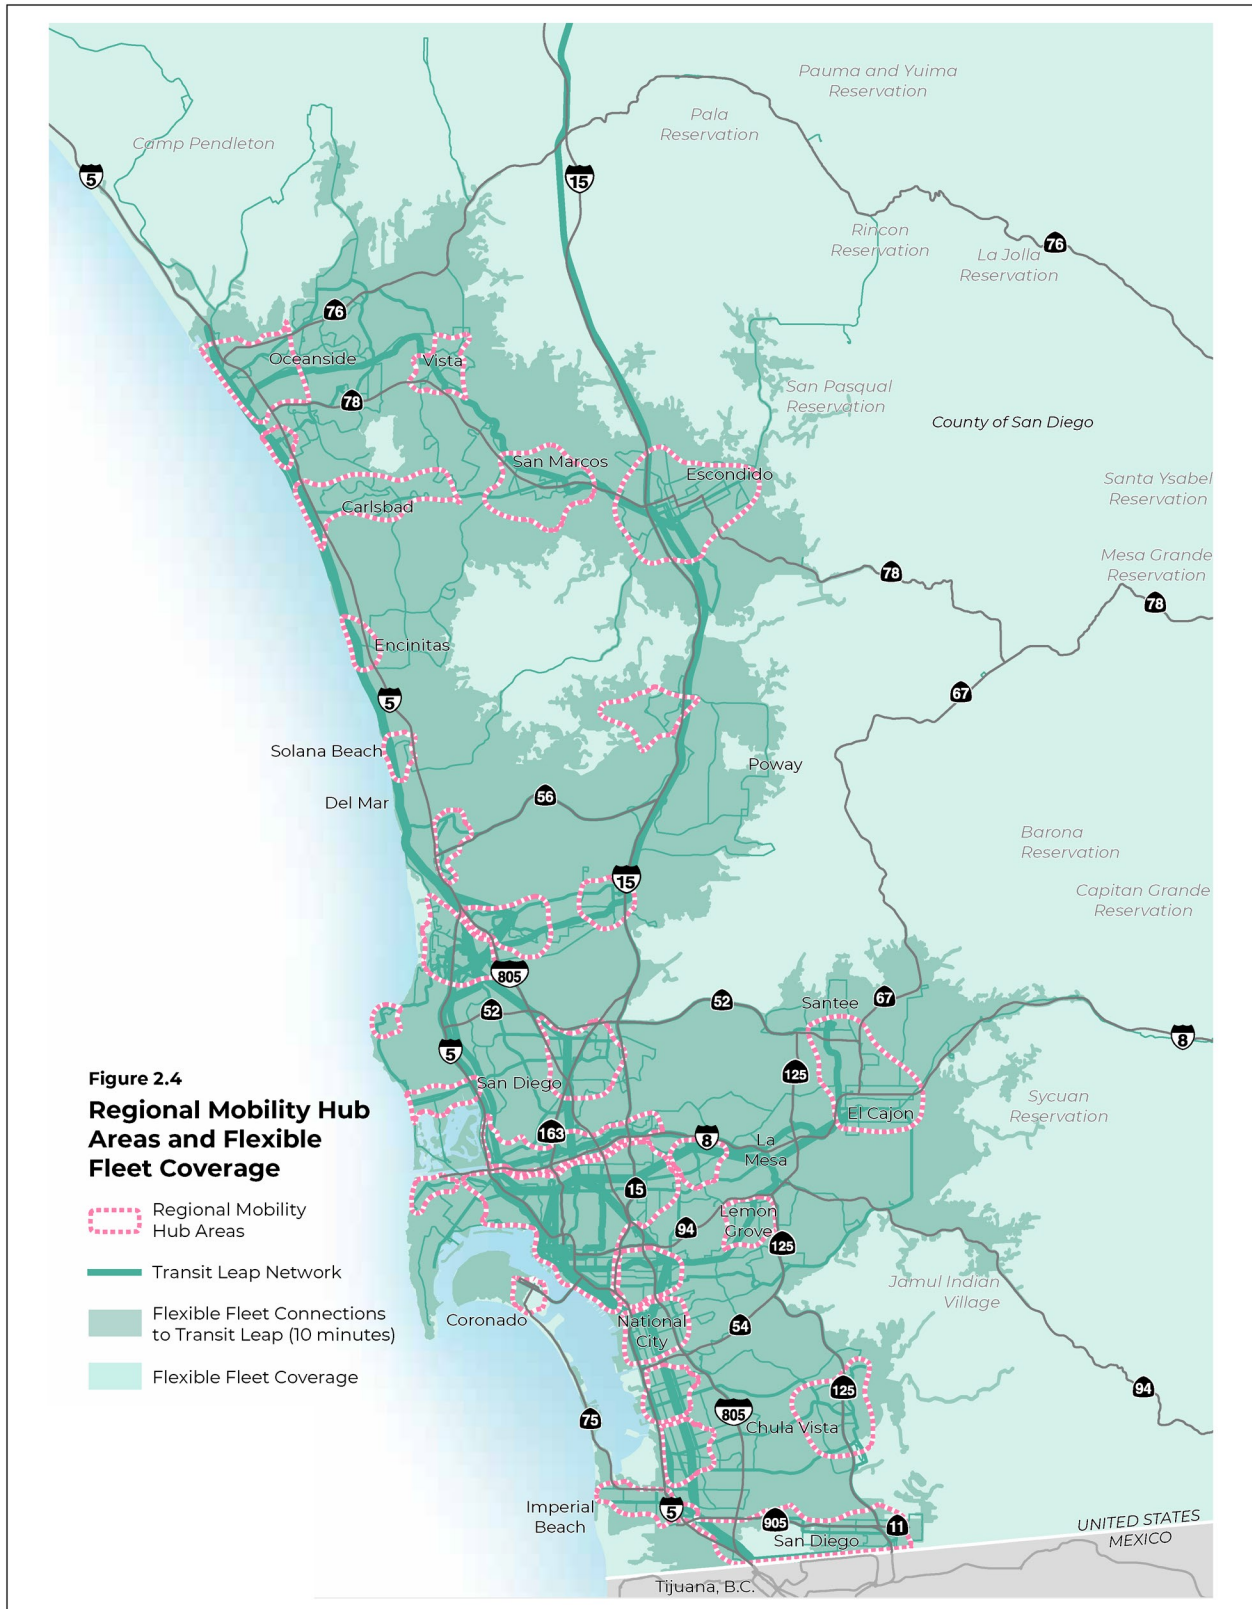 Pauma and Yuima
Reservation
Pala
Reservation
Camp Pendleton
5
15
Rincon
Reservation
La Jolla
Reservation
76
76
Oceanside
Vista
78
San Pasqual
Reservation
County of San Diego
San Marcos
Escondido
Santa Ysabel
Reservation
Carlsbad
Mesa Grande
Reservation
78
78
Encinitas
5
67
Solana Beach
Poway
Del Mar
56
Barona
Reservation
15
Capitan Grande
Reservation
805
52
52
Santee
67
5
8
125
San Diego
El Cajon
Sycuan
Reservation
163
8
La
Mesa
15
Lemon
Grove
94
125
Jamul Indian
Village
Coronado
National
City
54
125
94
75
805
Chula Vista
Imperial
Beach
5
905
11
San Diego
UNITED STATES
MEXICO
Tijuana, B.C.
Figure 2.4
Regional Mobility Hub
Areas and Flexible
Fleet Coverage
Regional Mobility
Hub Areas
Transit Leap Network
Flexible Fleet Connections
to Transit Leap (10 minutes)
Flexible Fleet Coverage